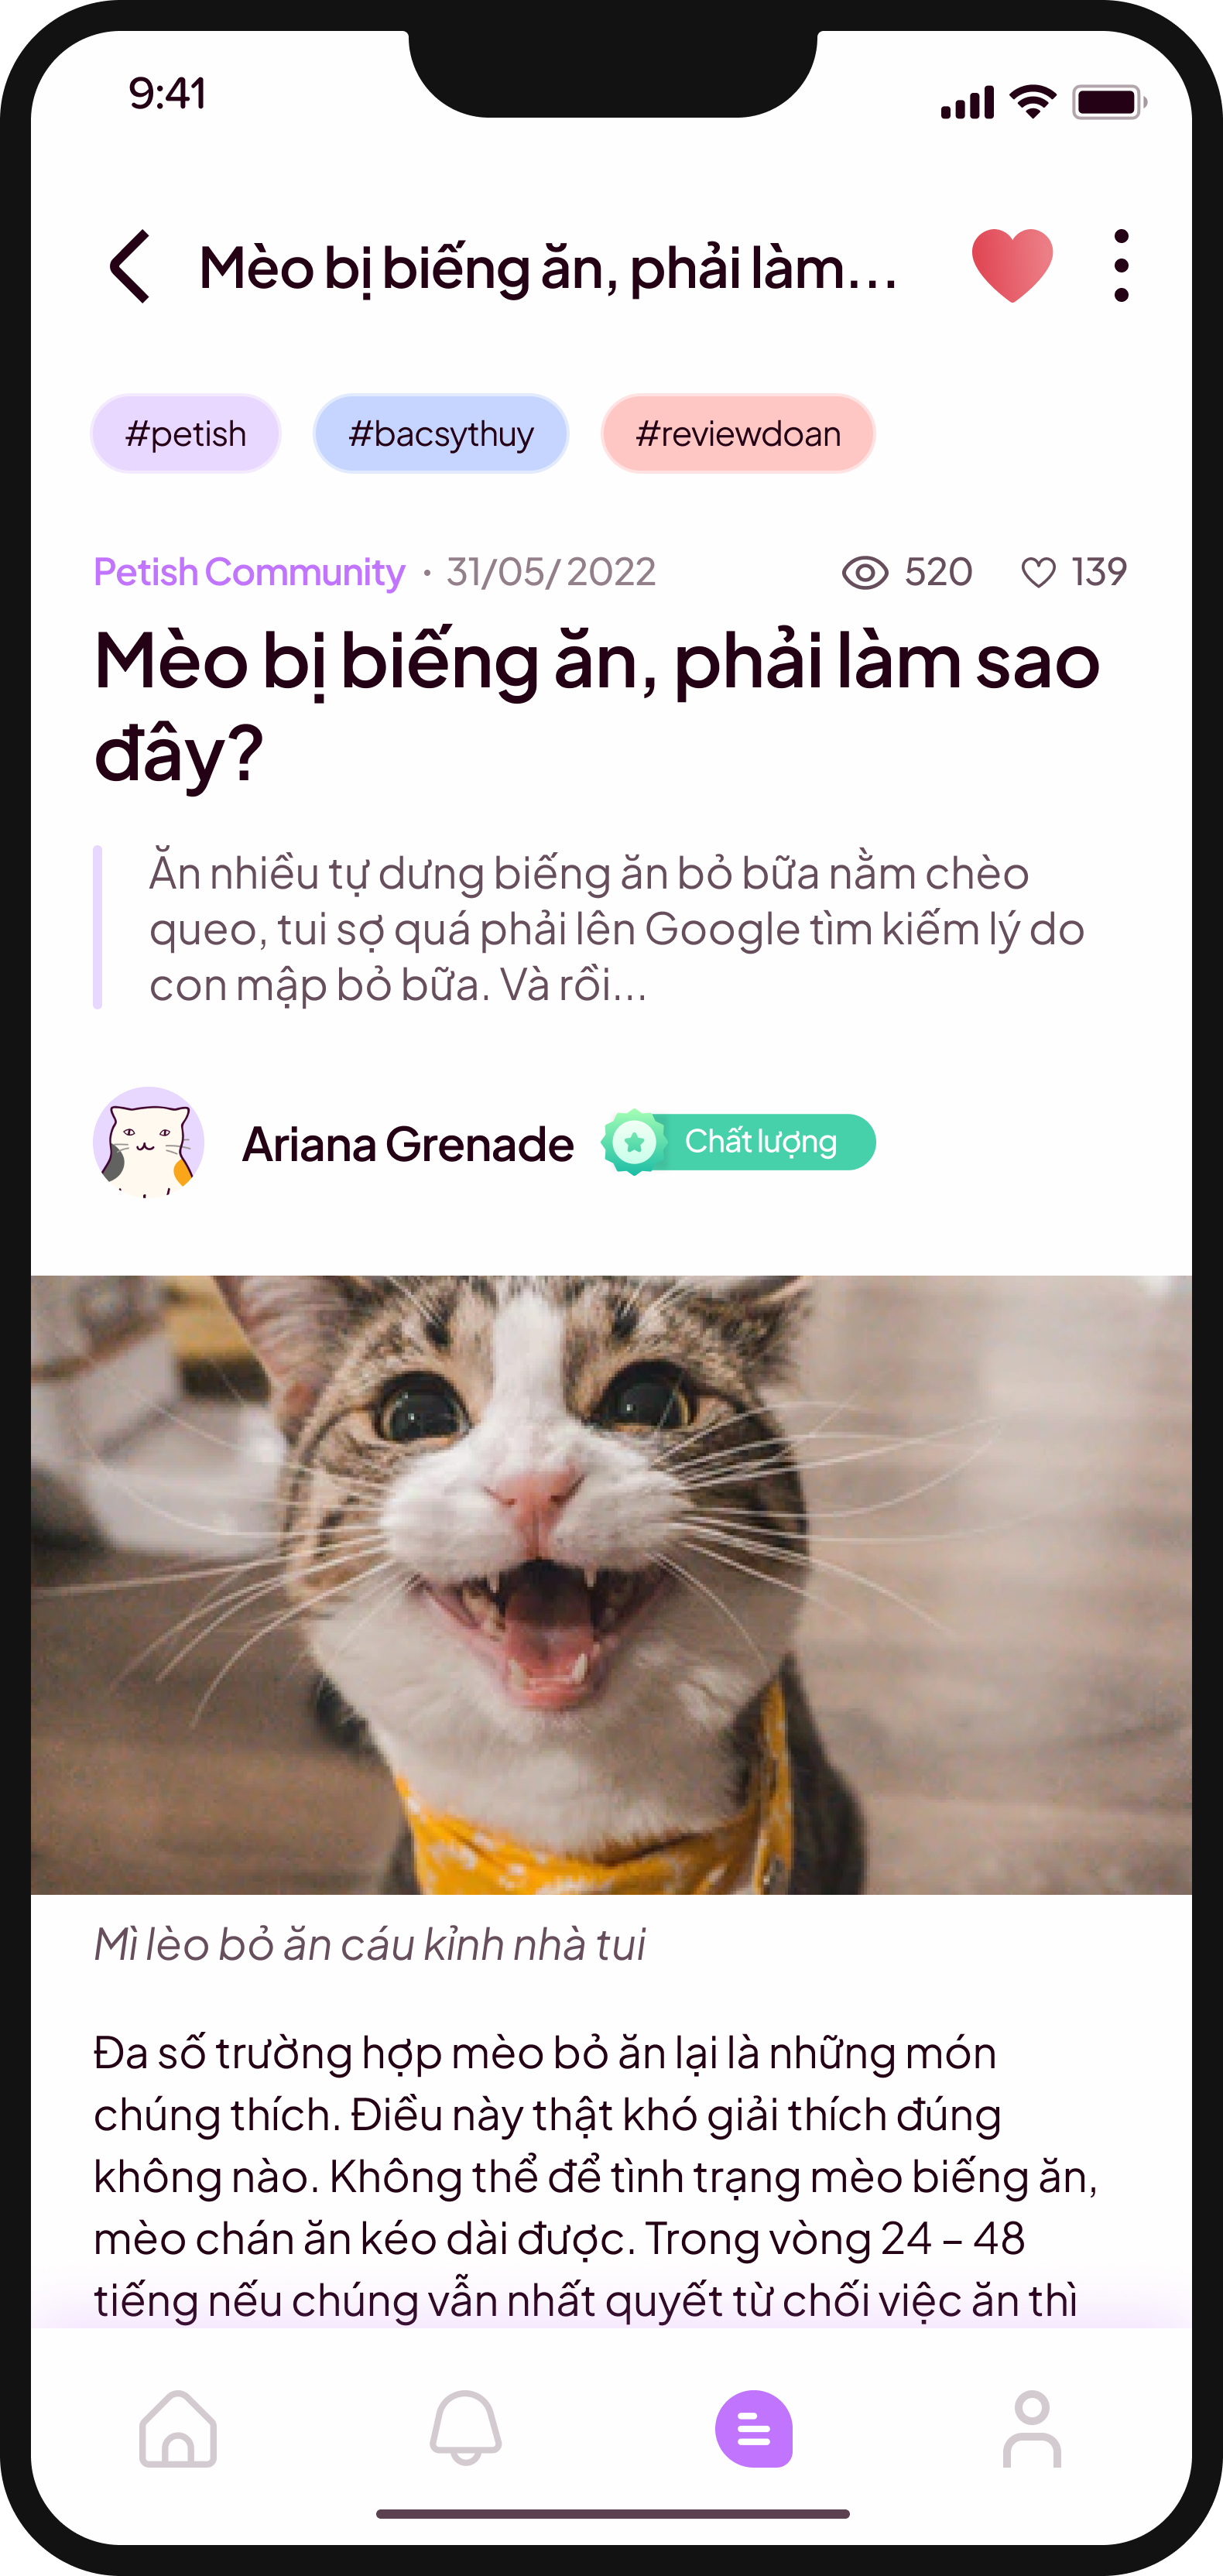 9:41
Mèo bị biếng ăn, phải làm...
#petish #bacsythuy #reviewdoan
Petish Community · 31/05/ 2022 520 139
Mèo bị biếng ăn, phải làm sao
đây?
Ăn nhiều tự dưng biếng ăn bỏ bữa nằm chèo
queo, tui sợ quá phải lên Google tìm kiếm lý do
con mập bỏ bữa. Và rồi...
Ariana Grenade Chất lượng
Mì lèo bỏ ăn cáu kỉnh nhà tui
Đa số trường hợp mèo bỏ ăn lại là những món
chúng thích. Điều này thật khó giải thích đúng
không nào. Không thể để tình trạng mèo biếng ăn,
mèo chán ăn kéo dài được. Trong vòng 24 – 48
tiếng nếu chúng vẫn nhất quyết từ chối việc ăn thì